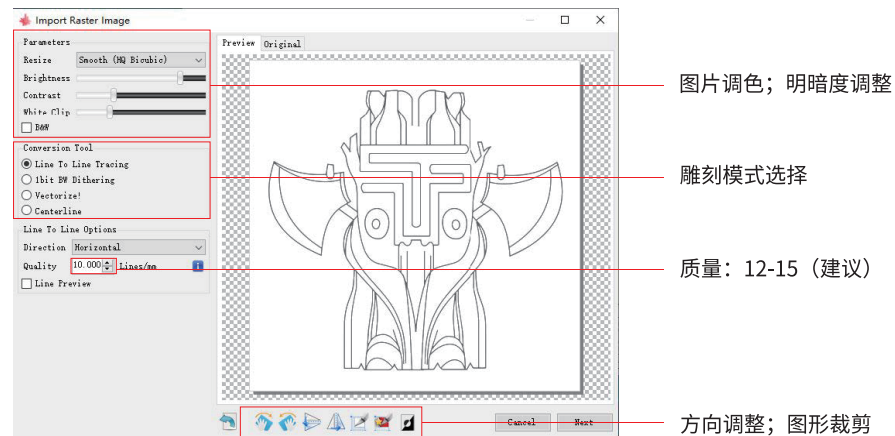 Import Raster Image
Parameters
Resize Smooth (HQ Bicubic)
Brightness
Contrast
White Clip
B&W
Conversion Tool
Line To Line Tracing
1bit BW Dithering
Vectorize!
Centerline
Line To Line Options
Direction Horizontal
Quality 10.000 Lines/mm
Line Preview
Preview Original
Cancel Next
图片调色；明暗度调整
雕刻模式选择
质量：12-15（建议）
方向调整；图形裁剪